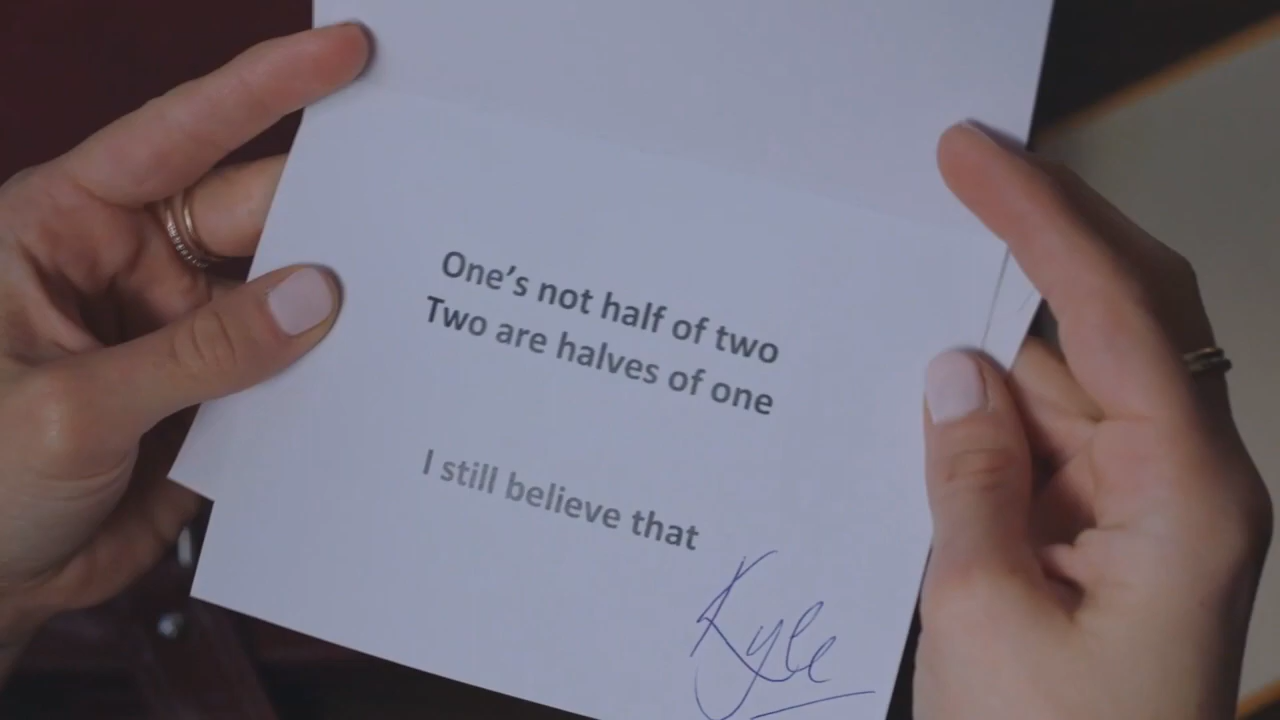 One’s not half of two
Two are halves of one
I still believe that
Kyle